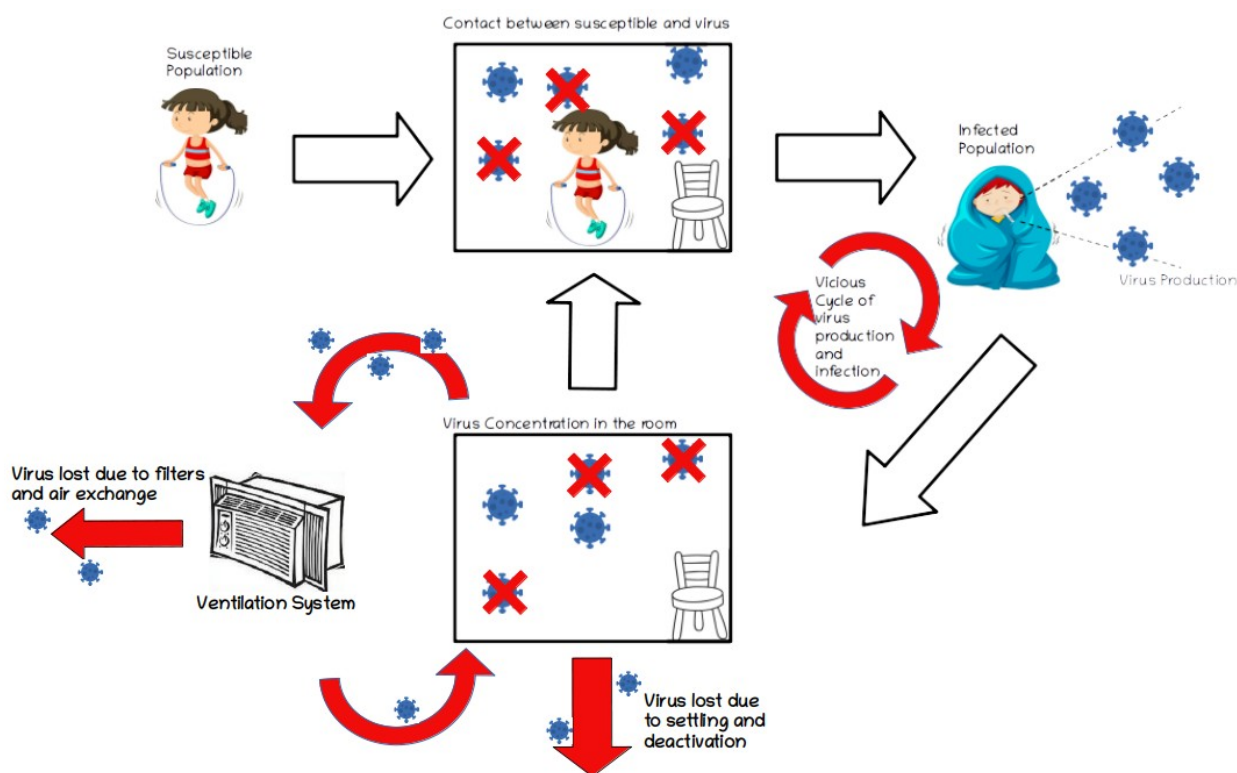 Contact between susceptible and virus
Susceptible
Population
Infected
Population
Virus Production
Vicious
Cycle of
virus
production
and
infection
Virus Concentration in the room
Virus lost due to filters
and air exchange
Ventilation System
Virus lost due
to settling and
deactivation